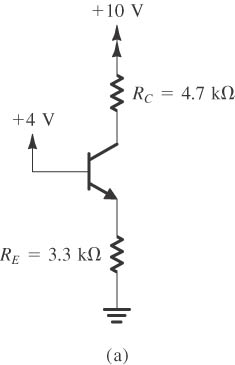 +10 V
R_C = 4.7 kΩ
+4 V
R_E = 3.3 kΩ
(a)